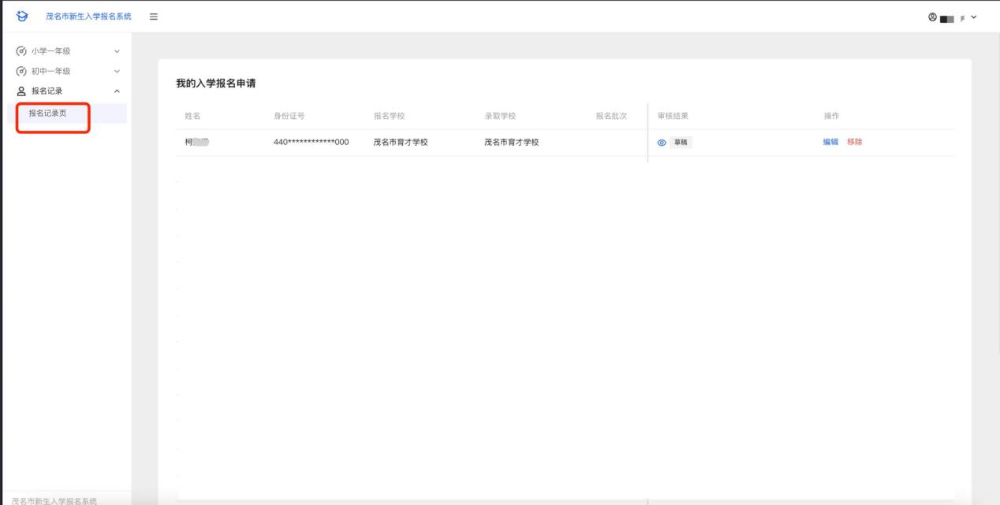 茂名市新生入学报名系统
小学一年级
初中一年级
报名记录
报名记录页
我的入学报名申请
姓名 身份证号 报名学校 录取学校 报名批次 审核结果 操作
柯 440************000 茂名市育才学校 茂名市育才学校 草稿 编辑 移除
茂名市新生入学报名系统